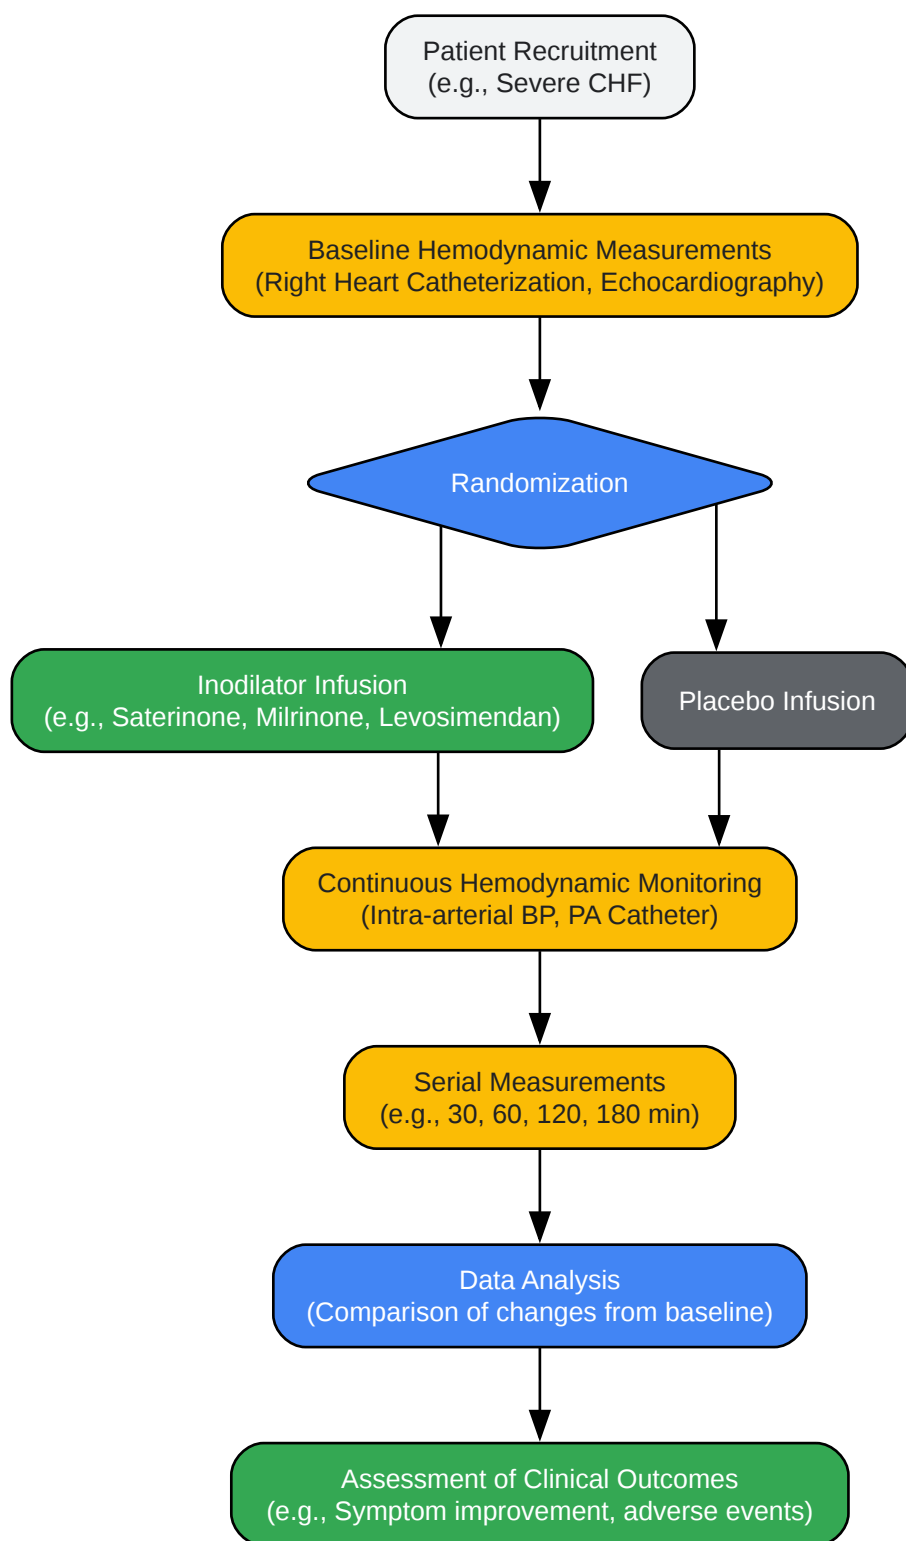 Patient Recruitment
(e.g., Severe CHF)
Baseline Hemodynamic Measurements
(Right Heart Catheterization, Echocardiography)
Randomization
Inodilator Infusion
(e.g., Saterinone, Milrinone, Levosimendan)
Placebo Infusion
Continuous Hemodynamic Monitoring
(Intra-arterial BP, PA Catheter)
Serial Measurements
(e.g., 30, 60, 120, 180 min)
Data Analysis
(Comparison of changes from baseline)
Assessment of Clinical Outcomes
(e.g., Symptom improvement, adverse events)